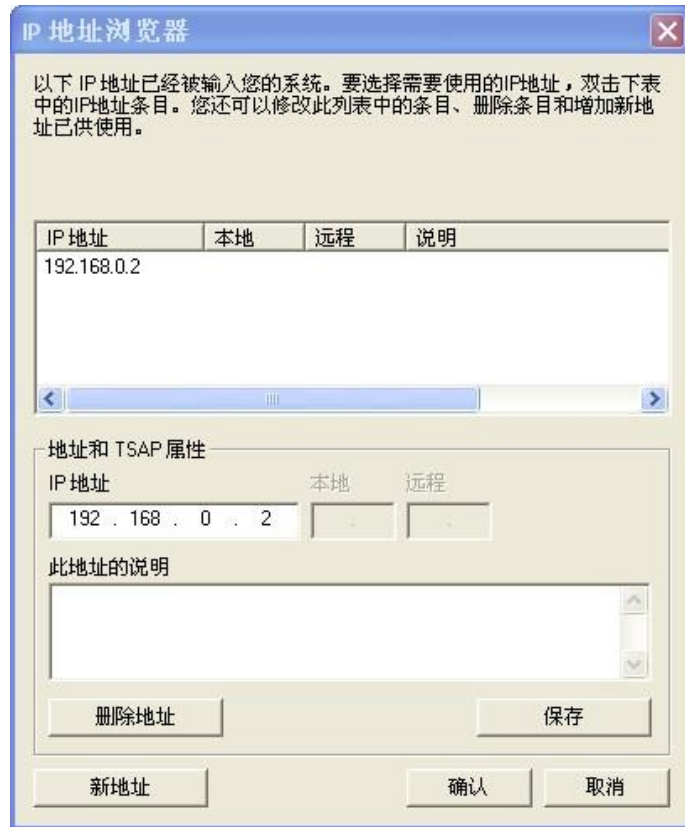 IP 地址浏览器
以下 IP 地址已经被输入您的系统。要选择需要使用的IP地址，双击下表
中的IP地址条目。您还可以修改此列表中的条目、删除条目和增加新地
址已供使用。
IP 地址 本地 远程 说明
192.168.0.2
地址和 TSAP 属性
IP 地址 本地 远程
192 . 168 . 0 . 2 . .
此地址的说明
删除地址 保存
新地址 确认 取消